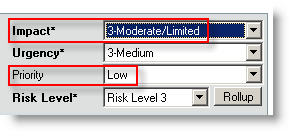 Impact* 3-Moderate/Limited
Urgency* 3-Medium
Priority Low
Risk Level* Risk Level 3 Rollup